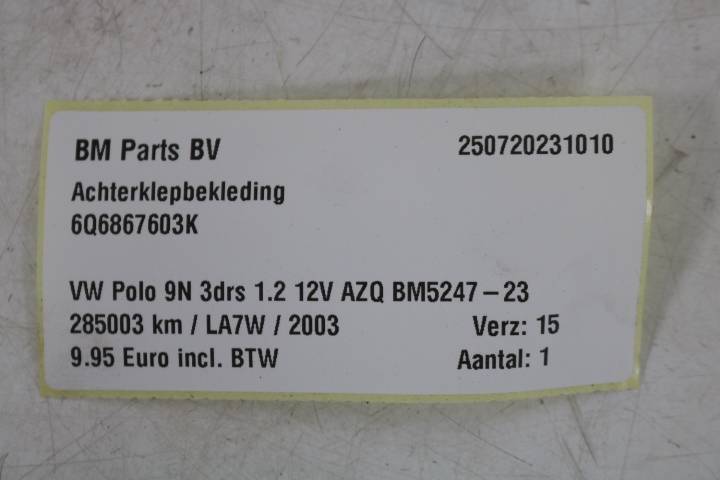 BM Parts BV 250720231010
Achterklepbekleding
6Q6867603K
VW Polo 9N 3drs 1.2 12V AZQ BM5247-23
285003 km / LA7W / 2003 Verz: 15
9.95 Euro incl. BTW Aantal: 1